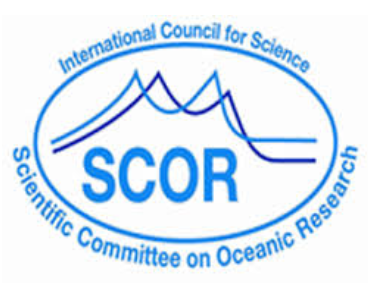 International Council for Science
SCOR
Scientific Committee on Oceanic Research